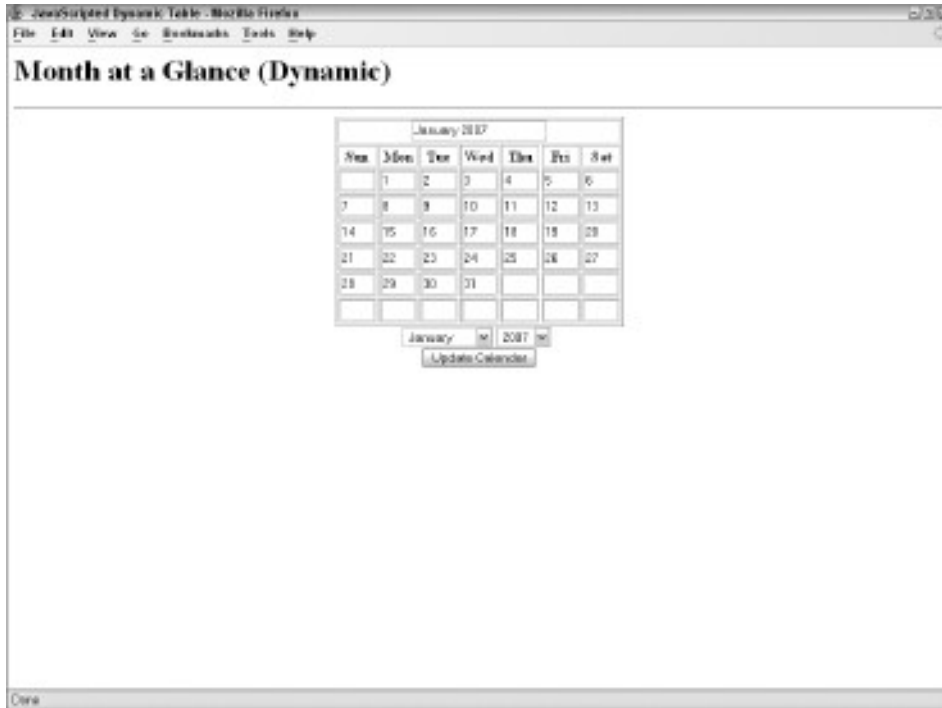 JavaScripted Dynamic Table - Mozilla Firefox
File Edit View Go Bookmarks Tools Help
Month at a Glance (Dynamic)
January 2007
Sun Mon Tue Wed Thu Fri Sat
1 2 3 4 5 6
7 8 9 10 11 12 13
14 15 16 17 18 19 20
21 22 23 24 25 26 27
28 29 30 31
January 2007
Update Calendar
Done